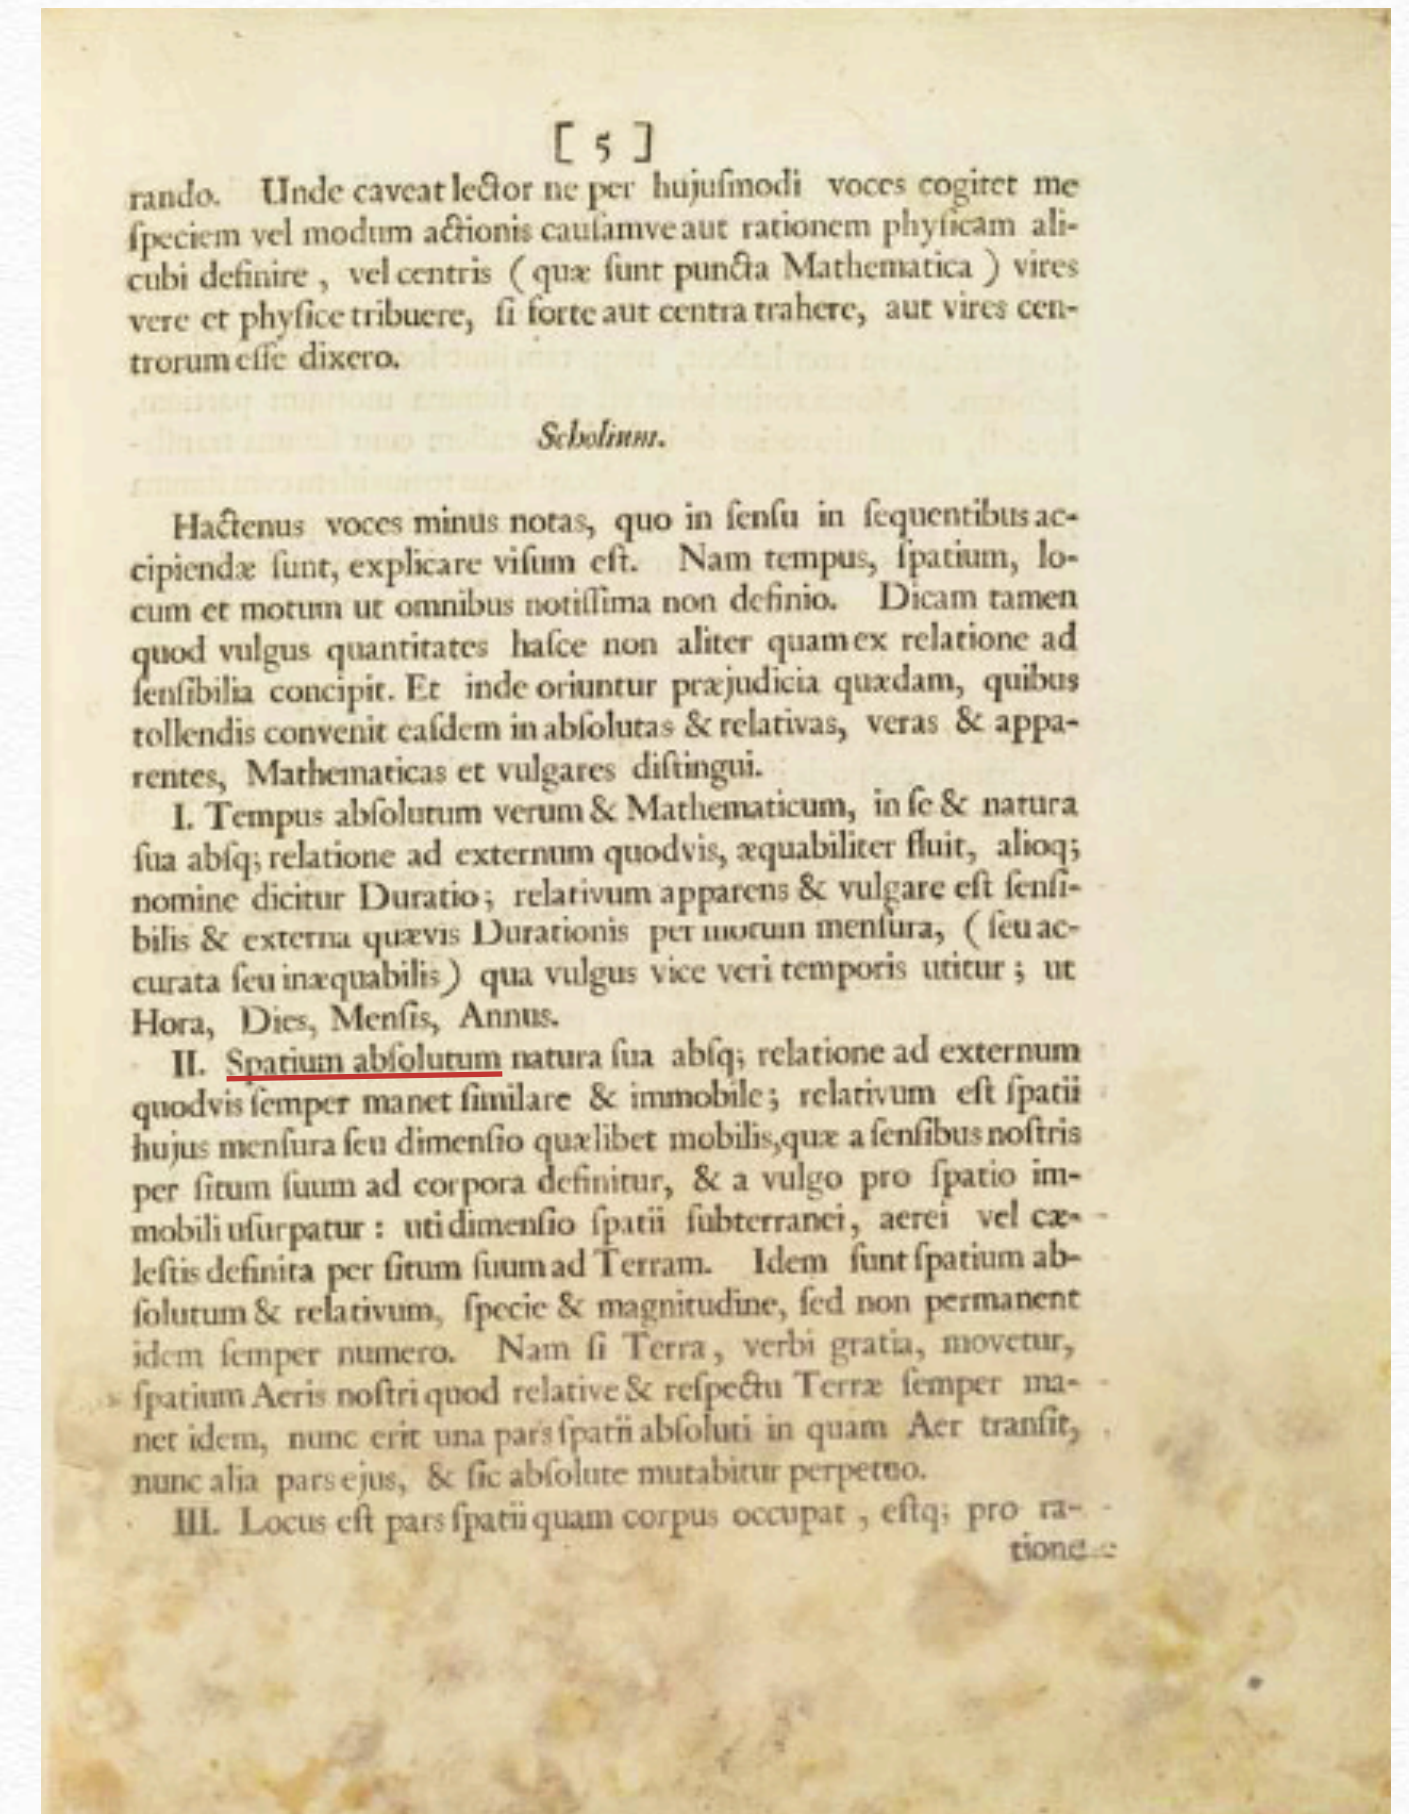 [ 5 ]
rando. Unde caveat lector ne per hujuſmodi voces cogitet me
ſpeciem vel modum actionis cauſamve aut rationem phyſicam ali-
cubi definire , vel centris ( quæ ſunt puncta Mathematica ) vires
vere et phyſice tribuere, ſi forte aut centra trahere, aut vires cen-
trorum eſſe dixero.
Scholium.
Hactenus voces minus notas, quo in ſenſu in ſequentibus ac-
cipiendæ ſunt, explicare viſum eſt. Nam tempus, ſpatium, lo-
cum et motum ut omnibus notiſſima non definio. Dicam tamen
quod vulgus quantitates haſce non aliter quam ex relatione ad
ſenſibilia concipit. Et inde oriuntur præjudicia quædam, quibus
tollendis convenit eaſdem in abſolutas & relativas, veras & appa-
rentes, Mathematicas et vulgares diſtingui.
I. Tempus abſolutum verum & Mathematicum, in ſe & natura
ſua abſq; relatione ad externum quodvis, æquabiliter fluit, alioq;
nomine dicitur Duratio; relativum apparens & vulgare eſt ſenſi-
bilis & externa quævis Durationis per motum menſura, ( ſeu ac-
curata ſeu inæquabilis) qua vulgus vice veri temporis utitur ; ut
Hora, Dies, Menſis, Annus.
II. Spatium abſolutum natura ſua abſq; relatione ad externum
quodvis ſemper manet ſimilare & immobile; relativum eſt ſpatii
hujus menſura ſeu dimenſio quælibet mobilis, quæ a ſenſibus noſtris
per ſitum ſuum ad corpora definitur, & a vulgo pro ſpatio im-
mobili uſurpatur : uti dimenſio ſpatii ſubterranei, aerei vel cæ-
leſtis definita per ſitum ſuum ad Terram. Idem ſunt ſpatium ab-
ſolutum & relativum, ſpecie & magnitudine, ſed non permanent
idem ſemper numero. Nam ſi Terra , verbi gratia, movetur,
ſpatium Aeris noſtri quod relative & reſpectu Terræ ſemper ma-
net idem, nunc erit una pars ſpatii abſoluti in quam Aer tranſit,
nunc alia pars ejus, & ſic abſolute mutabitur perpetuo.
III. Locus eſt pars ſpatii quam corpus occupat , eſtq; pro ra-
tione